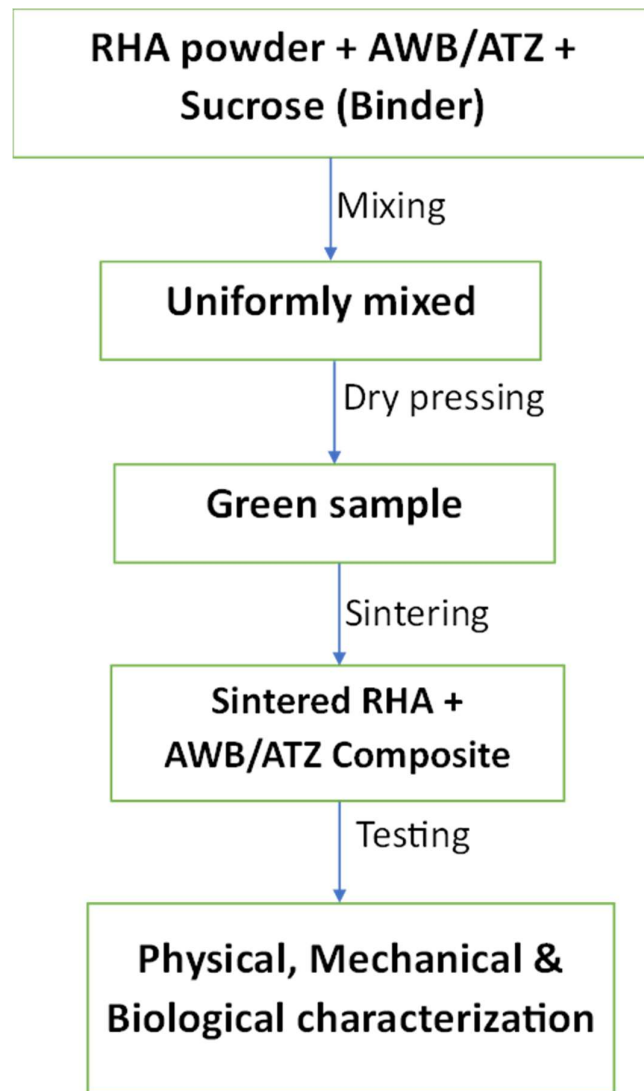 RHA powder + AWB/ATZ +
Sucrose (Binder)
Mixing
Uniformly mixed
Dry pressing
Green sample
Sintering
Sintered RHA +
AWB/ATZ Composite
Testing
Physical, Mechanical &
Biological characterization